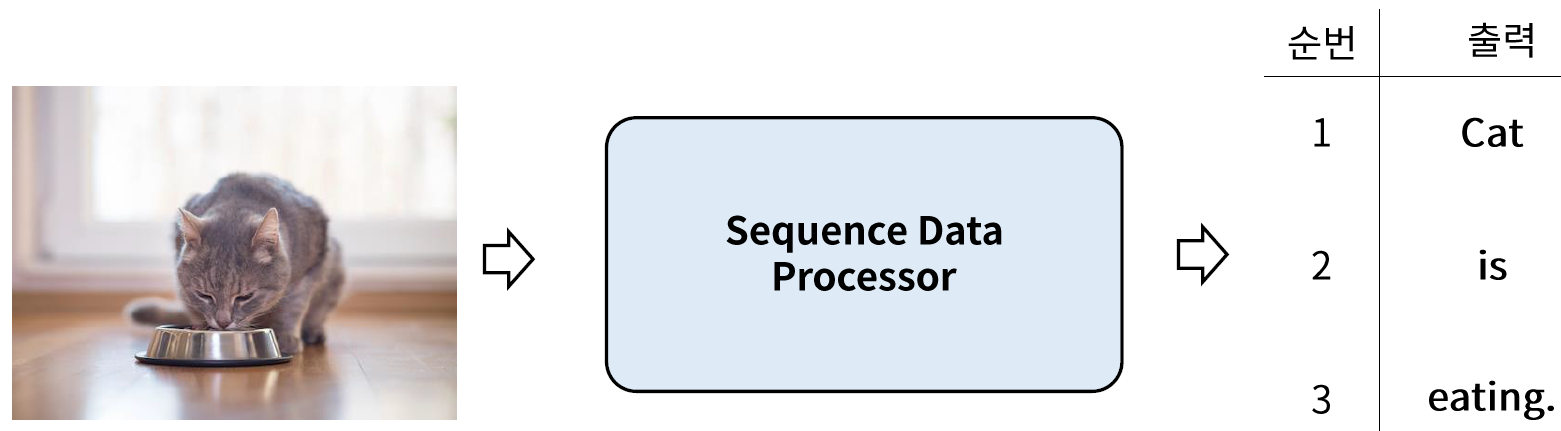 Sequence Data
Processor
순번 출력
1 Cat
2 is
3 eating.